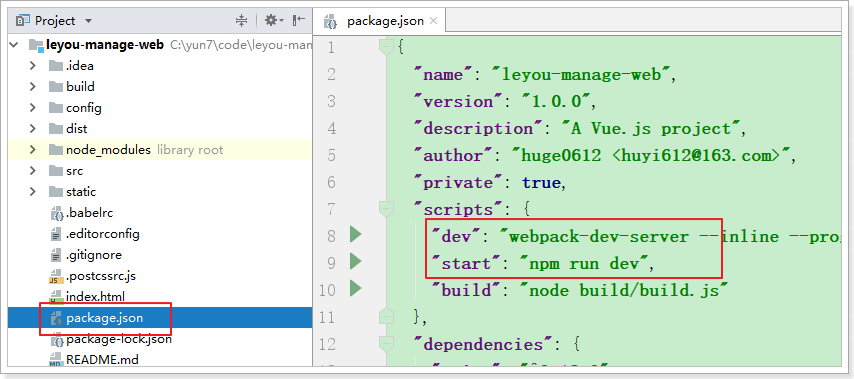 Project
leyou-manage-web C:\yun7\code\leyou-man
.idea
build
config
dist
node_modules library root
src
static
.babelrc
.editorconfig
.gitignore
.postcssrc.js
index.html
package.json
package-lock.json
README.md
package.json
1 {
2 "name": "leyou-manage-web",
3 "version": "1.0.0",
4 "description": "A Vue.js project",
5 "author": "huge0612 <huyi612@163.com>",
6 "private": true,
7 "scripts": {
8 "dev": "webpack-dev-server --inline --prog
9 "start": "npm run dev",
10 "build": "node build/build.js"
11 },
12 "dependencies": {